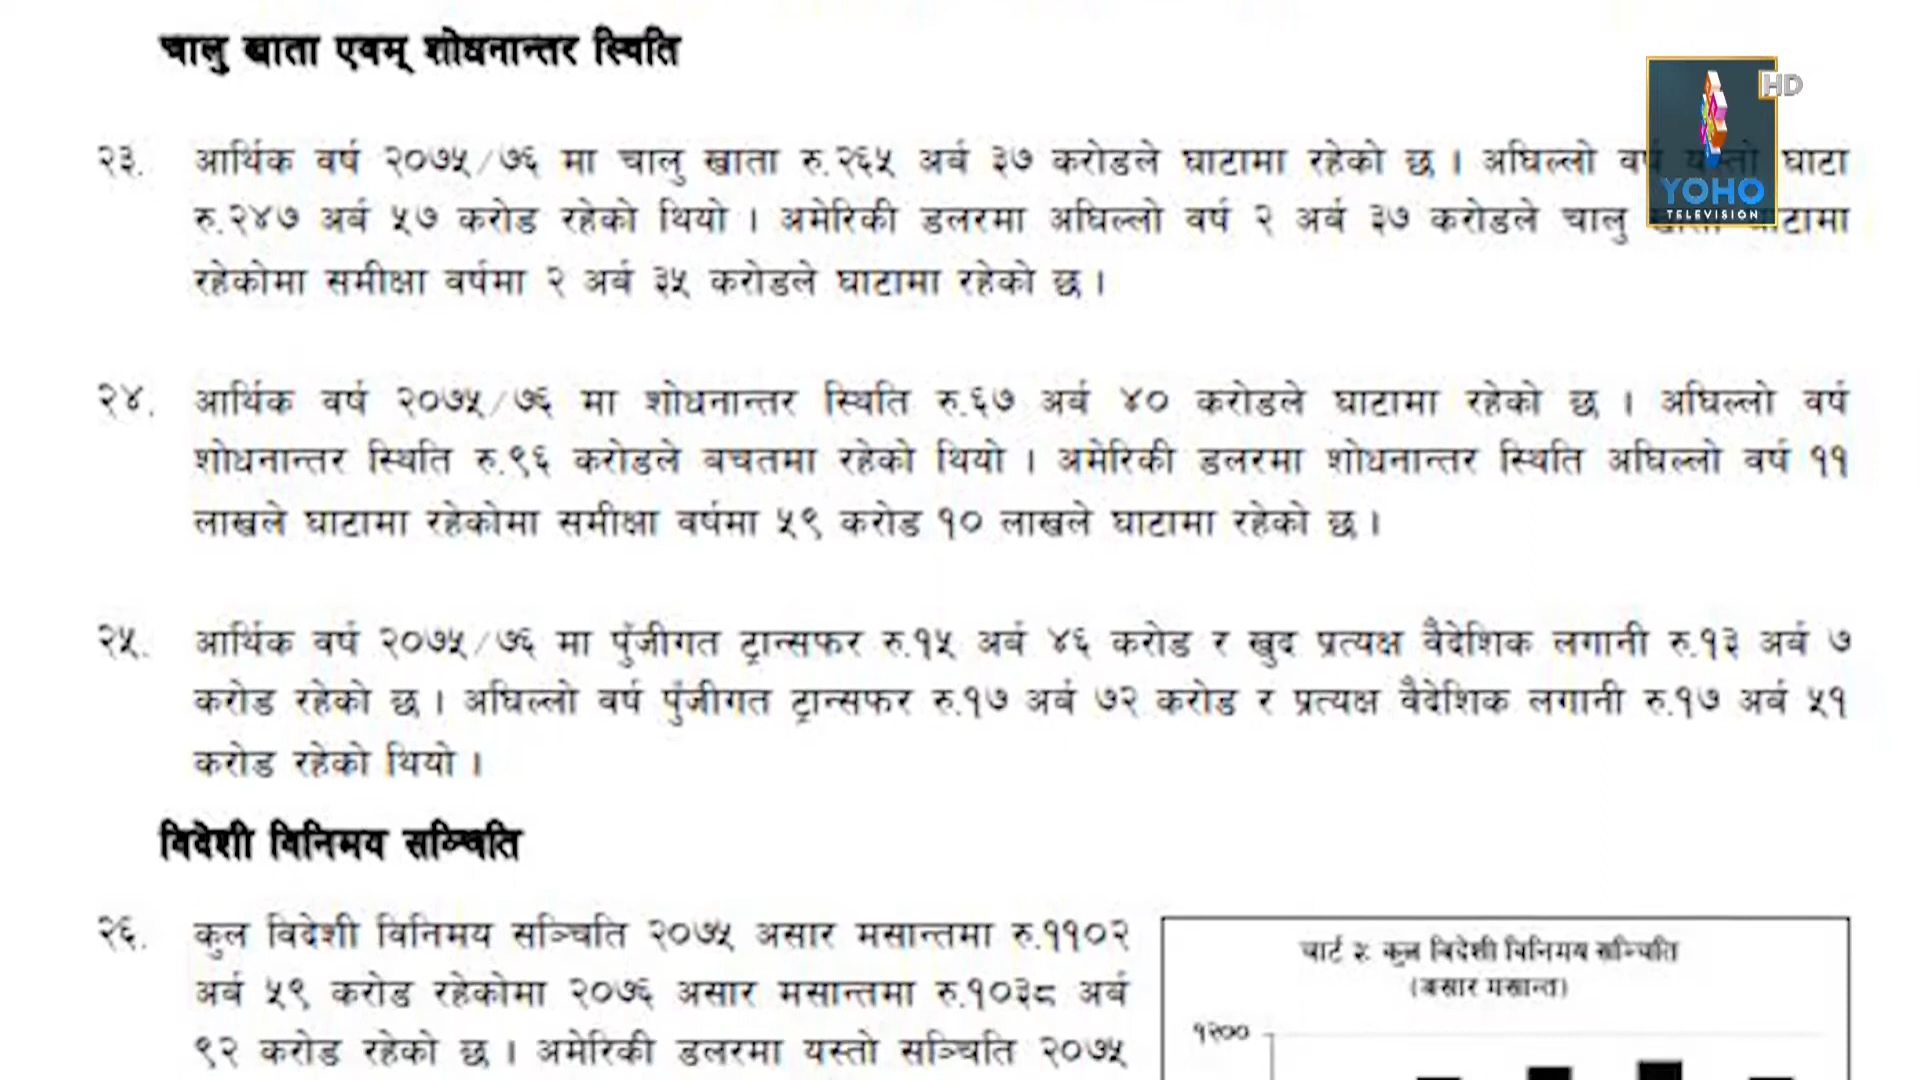 चालु खाता एवम् शोधनान्तर स्थिति
HD
YOHO
TELEVISION
२३. आर्थिक वर्ष २०७५/७६ मा चालु खाता रु.२६५ अर्ब ३७ करोडले घाटामा रहेको छ । अघिल्लो वर्ष यस्तो घाटा
रु.२४७ अर्ब ५७ करोड रहेको थियो । अमेरिकी डलरमा अघिल्लो वर्ष २ अर्ब ३७ करोडले चालु खाता घाटामा
रहेकोमा समीक्षा वर्षमा २ अर्ब ३५ करोडले घाटामा रहेको छ ।
२४. आर्थिक वर्ष २०७५/७६ मा शोधनान्तर स्थिति रु.६७ अर्ब ४० करोडले घाटामा रहेको छ । अघिल्लो वर्ष
शोधनान्तर स्थिति रु.९६ करोडले बचतमा रहेको थियो । अमेरिकी डलरमा शोधनान्तर स्थिति अघिल्लो वर्ष ११
लाखले घाटामा रहेकोमा समीक्षा वर्षमा ५९ करोड १० लाखले घाटामा रहेको छ ।
२५. आर्थिक वर्ष २०७५/७६ मा पुँजीगत ट्रान्सफर रु.१५ अर्ब ४६ करोड र खुद प्रत्यक्ष वैदेशिक लगानी रु.१३ अर्ब ७
करोड रहेको छ । अघिल्लो वर्ष पुँजीगत ट्रान्सफर रु.१७ अर्ब ७२ करोड र प्रत्यक्ष वैदेशिक लगानी रु.१७ अर्ब ५१
करोड रहेको थियो ।
विदेशी विनिमय सञ्चिति
२६. कुल विदेशी विनिमय सञ्चिति २०७५ असार मसान्तमा रु.११०२
अर्ब ५९ करोड रहेकोमा २०७६ असार मसान्तमा रु.१०३८ अर्ब
९२ करोड रहेको छ । अमेरिकी डलरमा यस्तो सञ्चिति २०७५
चार्ट ३: कुल विदेशी विनिमय सञ्चिति
(असार मसान्त)
१२००